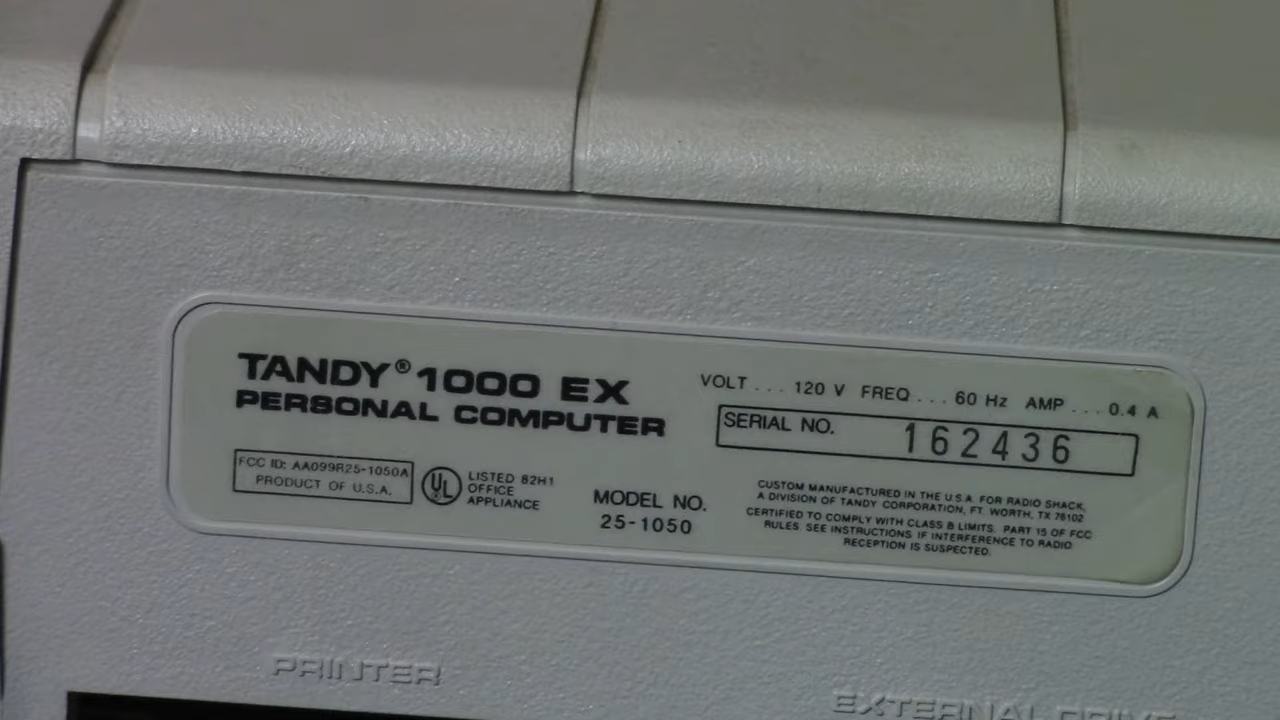 TANDY® 1000 EX
PERSONAL COMPUTER
VOLT . . . 120 V FREQ . . . 60 Hz AMP . . . 0.4 A
SERIAL NO. 162436
FCC ID: AA099R25-1050A
PRODUCT OF U.S.A.
UL
LISTED 82H1
OFFICE
APPLIANCE
MODEL NO.
25-1050
CUSTOM MANUFACTURED IN THE U.S.A. FOR RADIO SHACK,
A DIVISION OF TANDY CORPORATION, FT. WORTH, TX 76102
CERTIFIED TO COMPLY WITH CLASS B LIMITS. PART 15 OF FCC
RULES. SEE INSTRUCTIONS IF INTERFERENCE TO RADIO
RECEPTION IS SUSPECTED.
PRINTER
EXTERNAL DRIVE